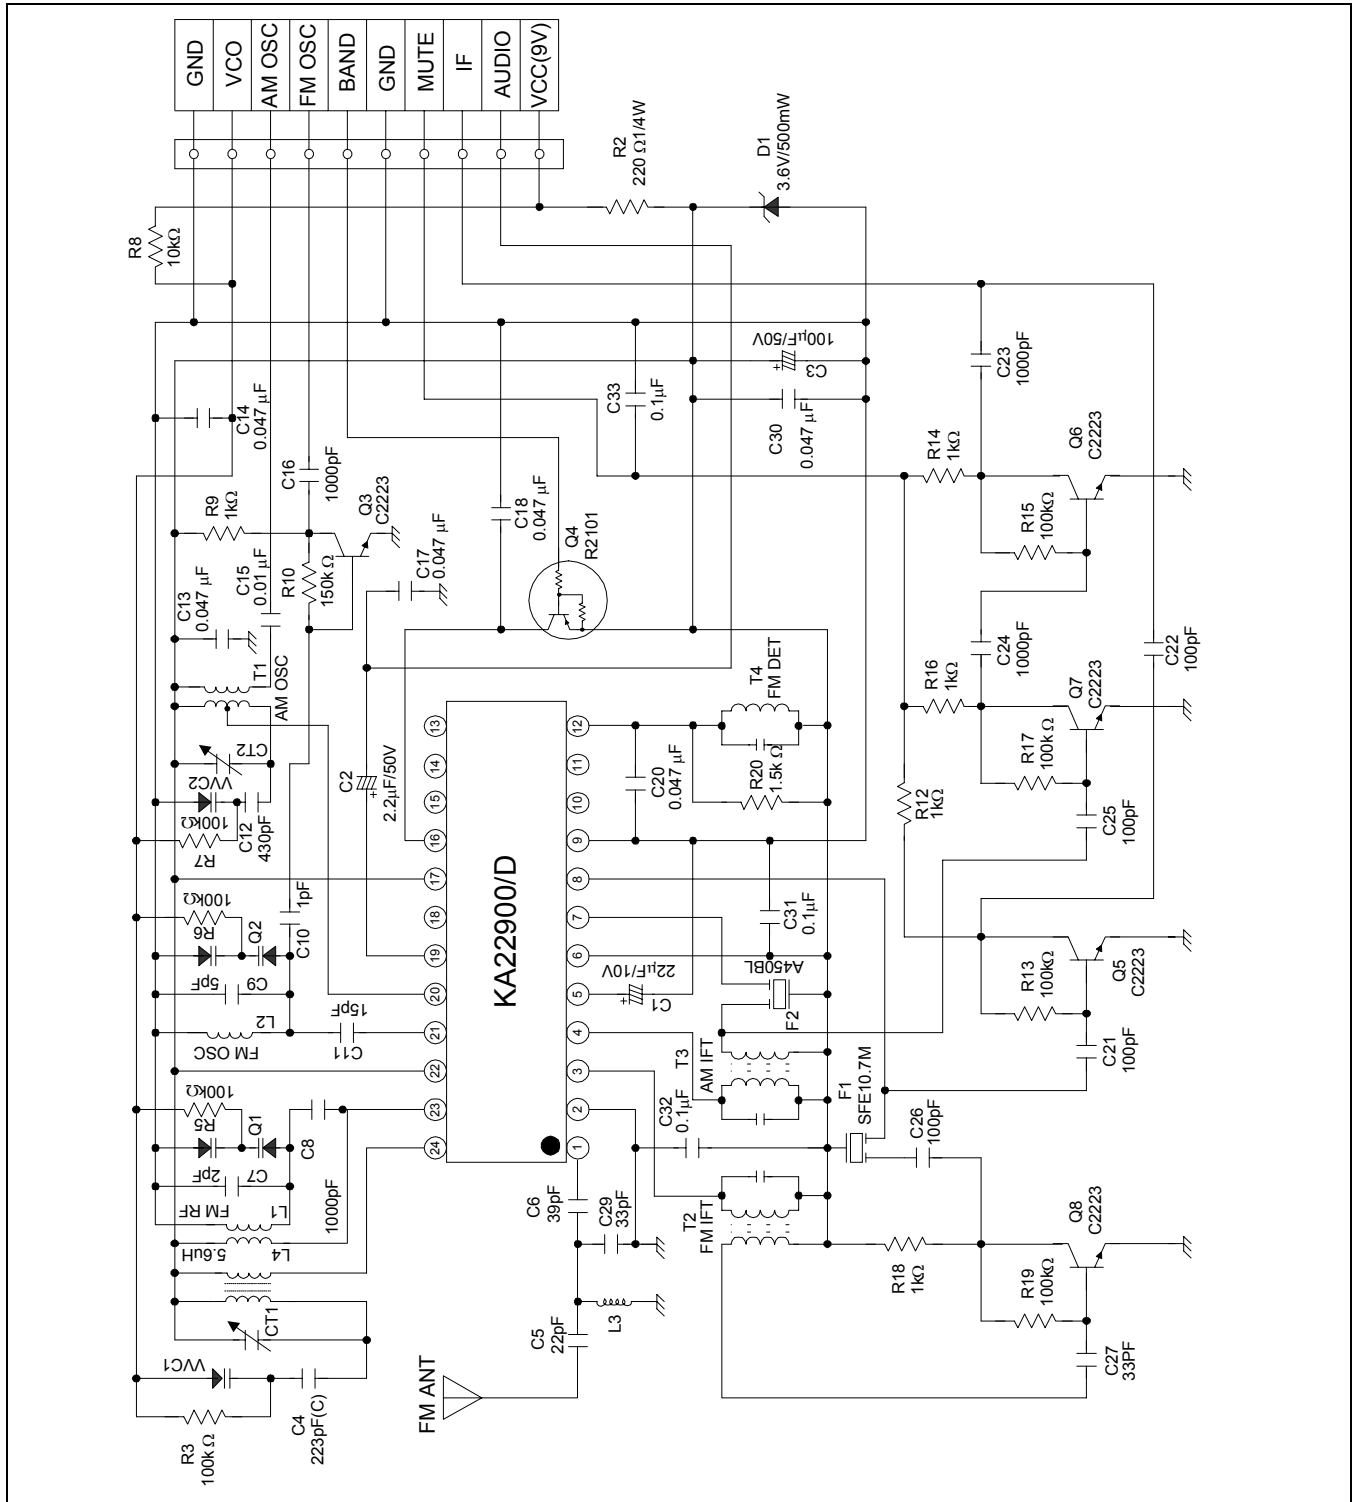 GND
VCO
AM OSC
FM OSC
BAND
GND
MUTE
IF
AUDIO
VCC(9V)
R2
220 Ω1/4W
D1
3.6V/500mW
R8
10kΩ
C14
0.047 µF
C16
1000pF
R9
1kΩ
Q3
C2223
R10
150kΩ
C15
0.01 µF
C13
0.047 µF
T1
AM OSC
CT2
VVC2
C12
430pF
100kΩ
R7
C17
0.047 µF
C18
0.047 µF
Q4
R2101
C33
0.1µF
100µF/50V
C3
C30
0.047 µF
C23
1000pF
R14
1kΩ
Q6
C2223
R15
100kΩ
C24
1000pF
C22
100pF
R16
1kΩ
Q7
C2223
R17
100kΩ
R12
1kΩ
C25
100pF
T4
FM DET
C20
0.047 µF
R20
1.5k Ω
C2
+
2.2µF/50V
13
14
15
16
17
18
19
20
21
22
23
24
KA22900/D
12
11
10
9
8
7
6
5
4
3
2
1
100kΩ
R6
Q2
1pF
C10
5pF
C9
L2
FM OSC
15pF
C11
100kΩ
R5
Q1
C8
2pF
C7
1000pF
FM RF
L1
5.6uH
L4
CT1
VVC1
R3
100k Ω
C4
223pF(C)
C31
0.1µF
22µF/10V
+
C1
A450BL
F2
T3
AM IFT
C32
0.1µF
F1
SFE10.7M
C26
100pF
C6
39pF
C29
33pF
T2
FM IFT
L3
C5
22pF
FM ANT
R13
100kΩ
Q5
C2223
C21
100pF
R18
1kΩ
Q8
C2223
R19
100kΩ
C27
33PF